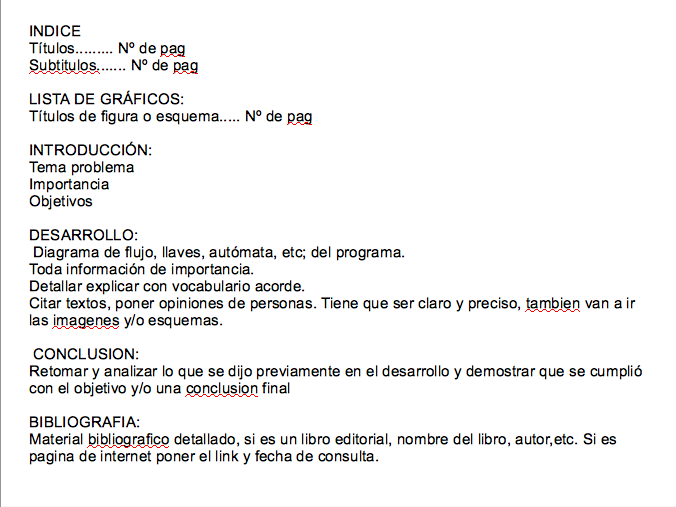 INDICE
Títulos......... Nº de pag
Subtitulos....... Nº de pag
LISTA DE GRÁFICOS:
Títulos de figura o esquema..... Nº de pag
INTRODUCCIÓN:
Tema problema
Importancia
Objetivos
DESARROLLO:
Diagrama de flujo, llaves, autómata, etc; del programa.
Toda información de importancia.
Detallar explicar con vocabulario acorde.
Citar textos, poner opiniones de personas. Tiene que ser claro y preciso, tambien van a ir
las imagenes y/o esquemas.
CONCLUSION:
Retomar y analizar lo que se dijo previamente en el desarrollo y demostrar que se cumplió
con el objetivo y/o una conclusion final
BIBLIOGRAFIA:
Material bibliografico detallado, si es un libro editorial, nombre del libro, autor,etc. Si es
pagina de internet poner el link y fecha de consulta.